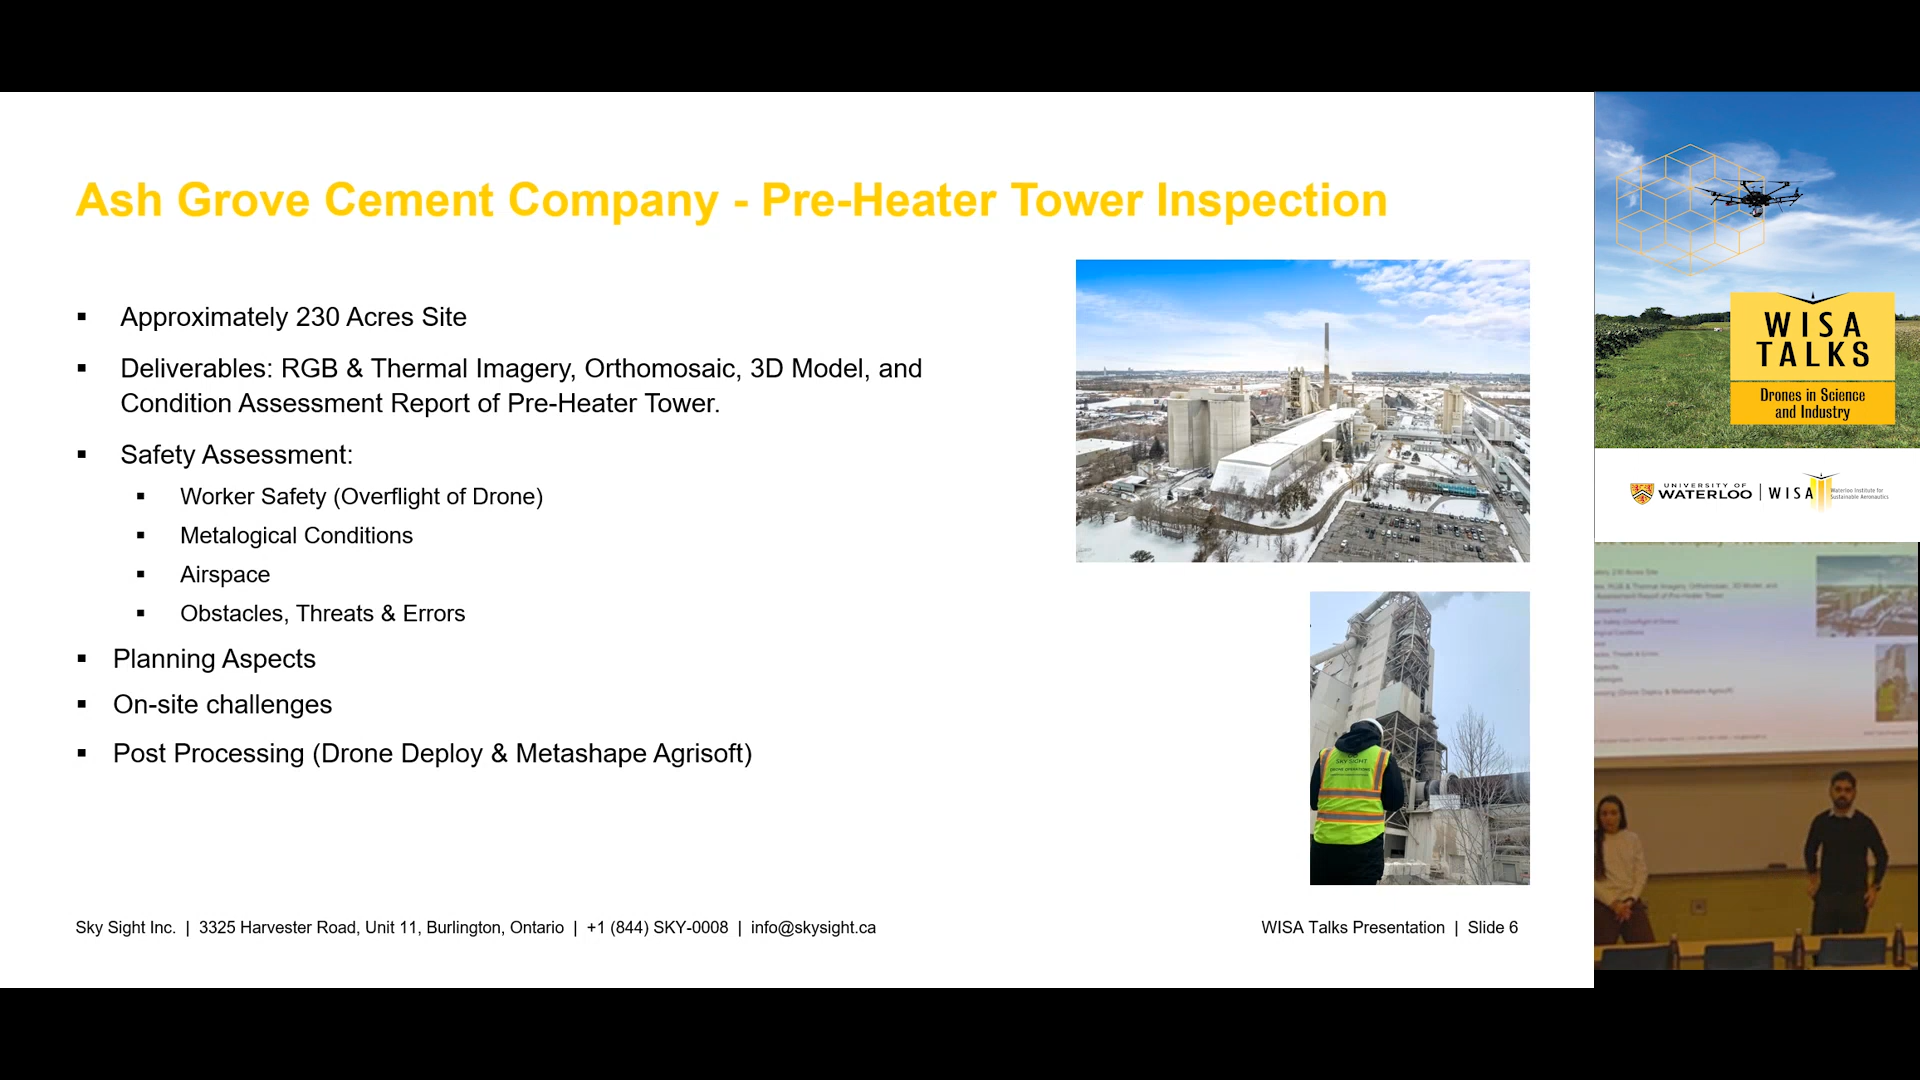 Ash Grove Cement Company - Pre-Heater Tower Inspection
▪ Approximately 230 Acres Site
▪ Deliverables: RGB & Thermal Imagery, Orthomosaic, 3D Model, and
Condition Assessment Report of Pre-Heater Tower.
▪ Safety Assessment:
▪ Worker Safety (Overflight of Drone)
▪ Metalogical Conditions
▪ Airspace
▪ Obstacles, Threats & Errors
▪ Planning Aspects
▪ On-site challenges
▪ Post Processing (Drone Deploy & Metashape Agrisoft)
SKY SIGHT
DRONE OPERATIONS
Sky Sight Inc. | 3325 Harvester Road, Unit 11, Burlington, Ontario | +1 (844) SKY-0008 | info@skysight.ca
WISA Talks Presentation | Slide 6
WISA
TALKS
Drones in Science
and Industry
UNIVERSITY OF
WATERLOO
WISA
Waterloo Institute for
Sustainable Aeronautics